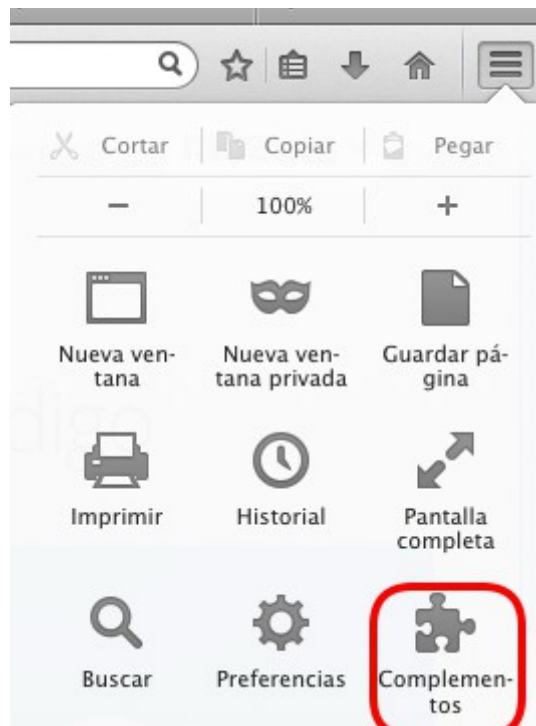 Cortar Copiar Pegar
− 100% +
Nueva ven- Nueva ven- Guardar pá-
tana tana privada gina
digo
Imprimir Historial Pantalla
completa
Buscar Preferencias Complemen-
tos